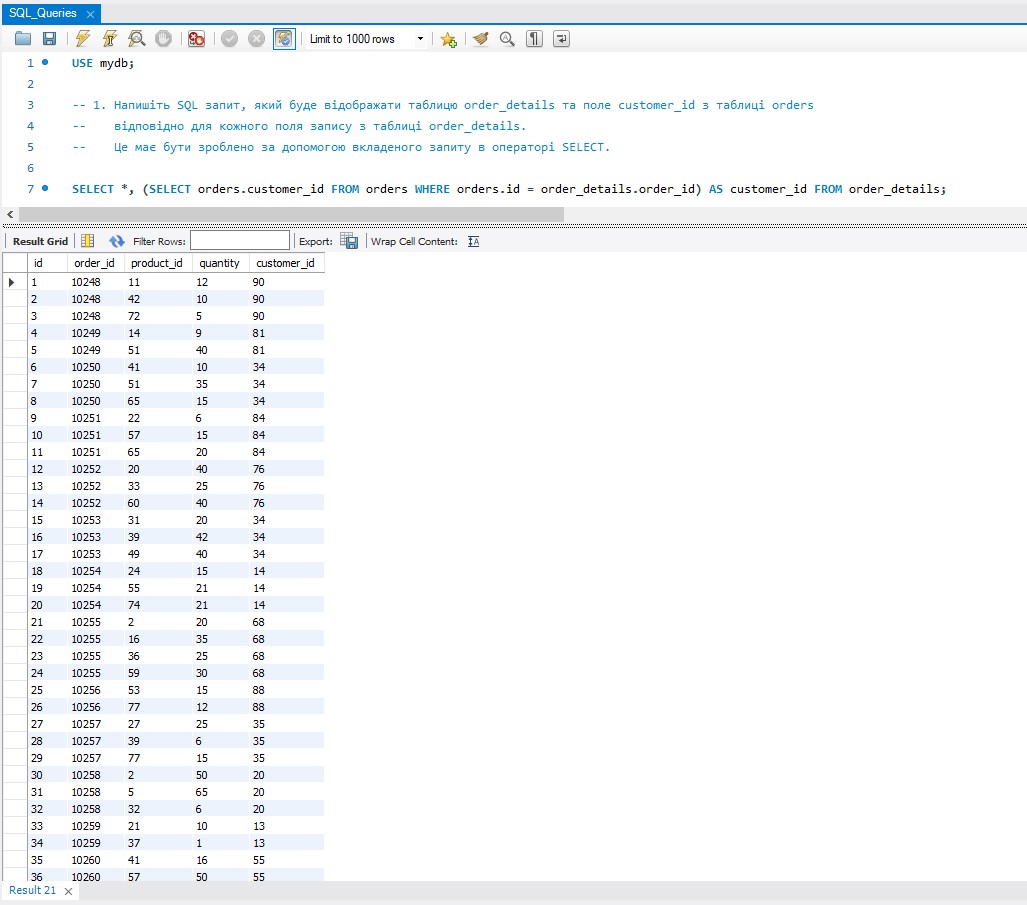 SQL_Queries
Limit to 1000 rows
1 USE mydb;
2
3 -- 1. Напишіть SQL запит, який буде відображати таблицю order_details та поле customer_id з таблиці orders
4 --    відповідно для кожного поля запису з таблиці order_details.
5 --    Це має бути зроблено за допомогою вкладеного запиту в операторі SELECT.
6
7 SELECT *, (SELECT orders.customer_id FROM orders WHERE orders.id = order_details.order_id) AS customer_id FROM order_details;
Result Grid Filter Rows: Export: Wrap Cell Content: IA
id order_id product_id quantity customer_id
1 10248 11 12 90
2 10248 42 10 90
3 10248 72 5 90
4 10249 14 9 81
5 10249 51 40 81
6 10250 41 10 34
7 10250 51 35 34
8 10250 65 15 34
9 10251 22 6 84
10 10251 57 15 84
11 10251 65 20 84
12 10252 20 40 76
13 10252 33 25 76
14 10252 60 40 76
15 10253 31 20 34
16 10253 39 42 34
17 10253 49 40 34
18 10254 24 15 14
19 10254 55 21 14
20 10254 74 21 14
21 10255 2 20 68
22 10255 16 35 68
23 10255 36 25 68
24 10255 59 30 68
25 10256 53 15 88
26 10256 77 12 88
27 10257 27 25 35
28 10257 39 6 35
29 10257 77 15 35
30 10258 2 50 20
31 10258 5 65 20
32 10258 32 6 20
33 10259 21 10 13
34 10259 37 1 13
35 10260 41 16 55
36 10260 57 50 55
Result 21